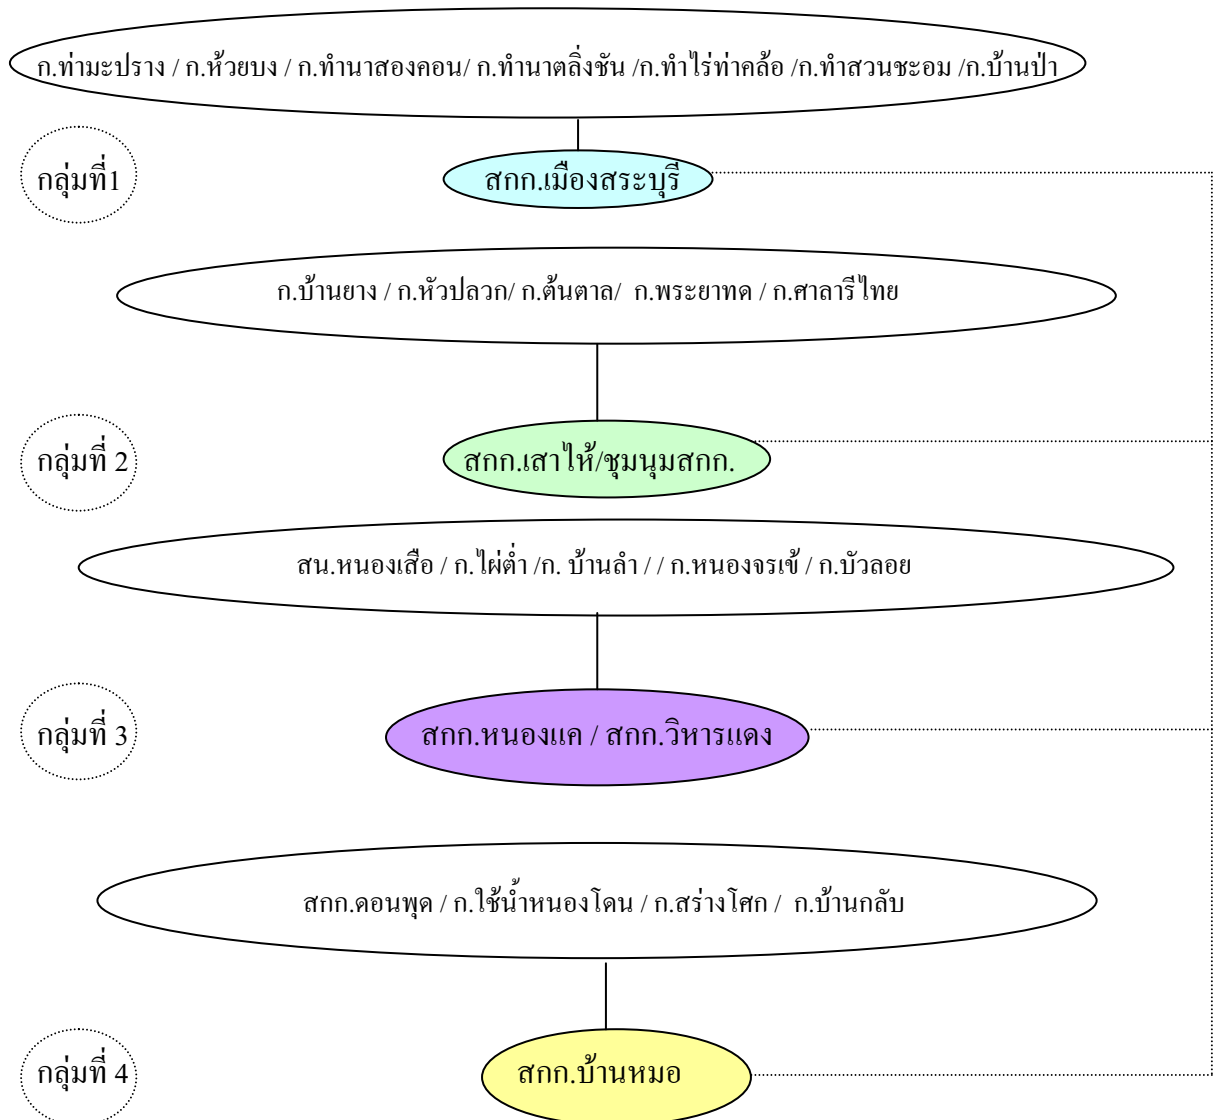 ก.ท่ามะปราง / ก.ห้วยบง / ก.ทำนาสองคอน/ ก.ทำนาตลิ่งชัน /ก.ทำไร่ท่าคล้อ /ก.ทำสวนชะอม /ก.บ้านป่า
กลุ่มที่1
สกก.เมืองสระบุรี
ก.บ้านยาง / ก.หัวปลวก/ ก.ต้นตาล/ ก.พระยาทด / ก.ศาลารีไทย
กลุ่มที่ 2
สกก.เสาไห้/ชุมนุมสกก.
สน.หนองเสือ / ก.ไผ่ต่ำ /ก. บ้านลำ / / ก.หนองจรเข้ / ก.บัวลอย
กลุ่มที่ 3
สกก.หนองแค / สกก.วิหารแดง
สกก.ดอนพุด / ก.ใช้น้ำหนองโดน / ก.สร่างโศก / ก.บ้านกลับ
กลุ่มที่ 4
สกก.บ้านหมอ